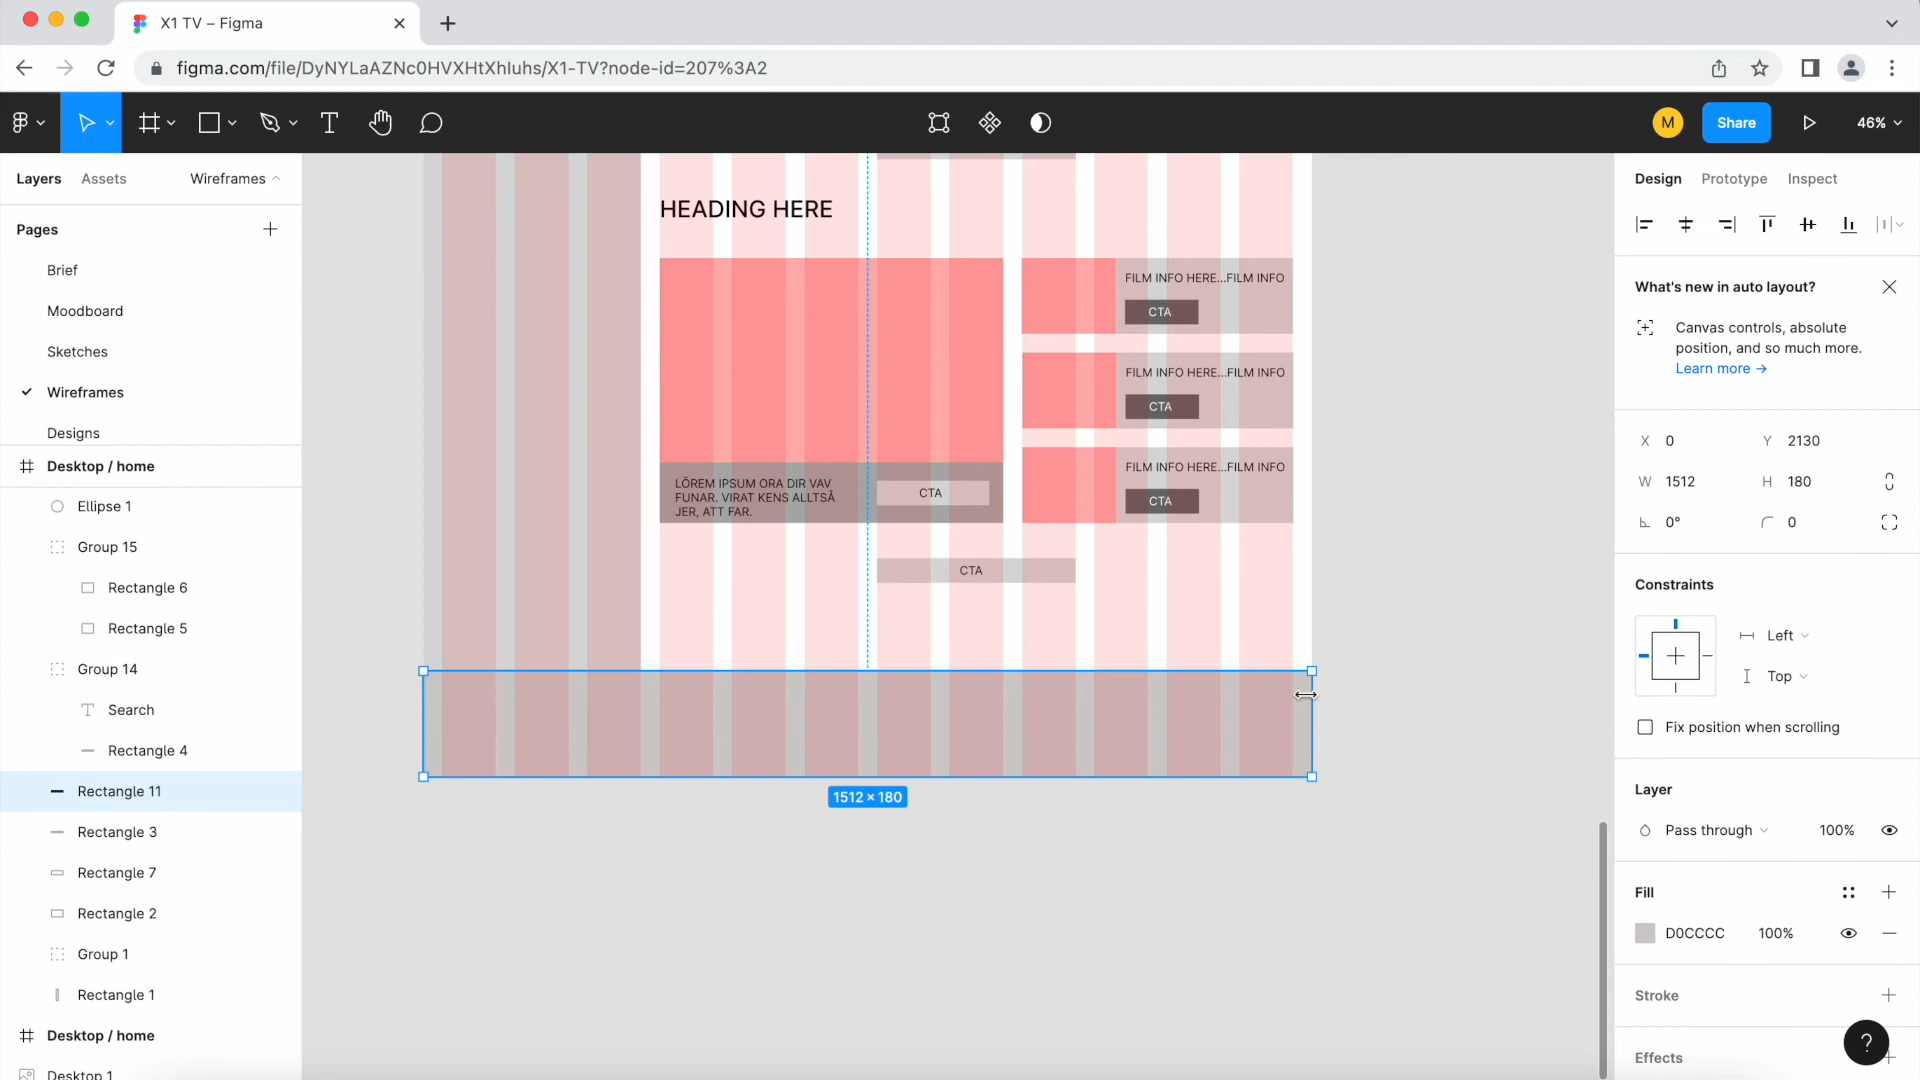 X1 TV – Figma
figma.com/file/DyNYLaAZNc0HVXHtXhluhs/X1-TV?node-id=207%3A2
M
Share
46%
Layers
Assets
Wireframes
Pages
Brief
Moodboard
Sketches
Wireframes
Designs
Desktop / home
Ellipse 1
Group 15
Rectangle 6
Rectangle 5
Group 14
Search
Rectangle 4
Rectangle 11
Rectangle 3
Rectangle 7
Rectangle 2
Group 1
Rectangle 1
Desktop / home
Desktop 1
HEADING HERE
LÖREM IPSUM ORA DIR VAV
FUNAR. VIRAT KENS ALLTSÅ
JER, ATT FAR.
CTA
FILM INFO HERE...FILM INFO
CTA
FILM INFO HERE...FILM INFO
CTA
FILM INFO HERE...FILM INFO
CTA
CTA
1512 × 180
Design
Prototype
Inspect
What's new in auto layout?
Canvas controls, absolute
position, and so much more.
Learn more →
X 0
Y 2130
W 1512
H 180
0°
0
Constraints
Left
Top
Fix position when scrolling
Layer
Pass through
100%
Fill
D0CCCC
100%
Stroke
Effects
?